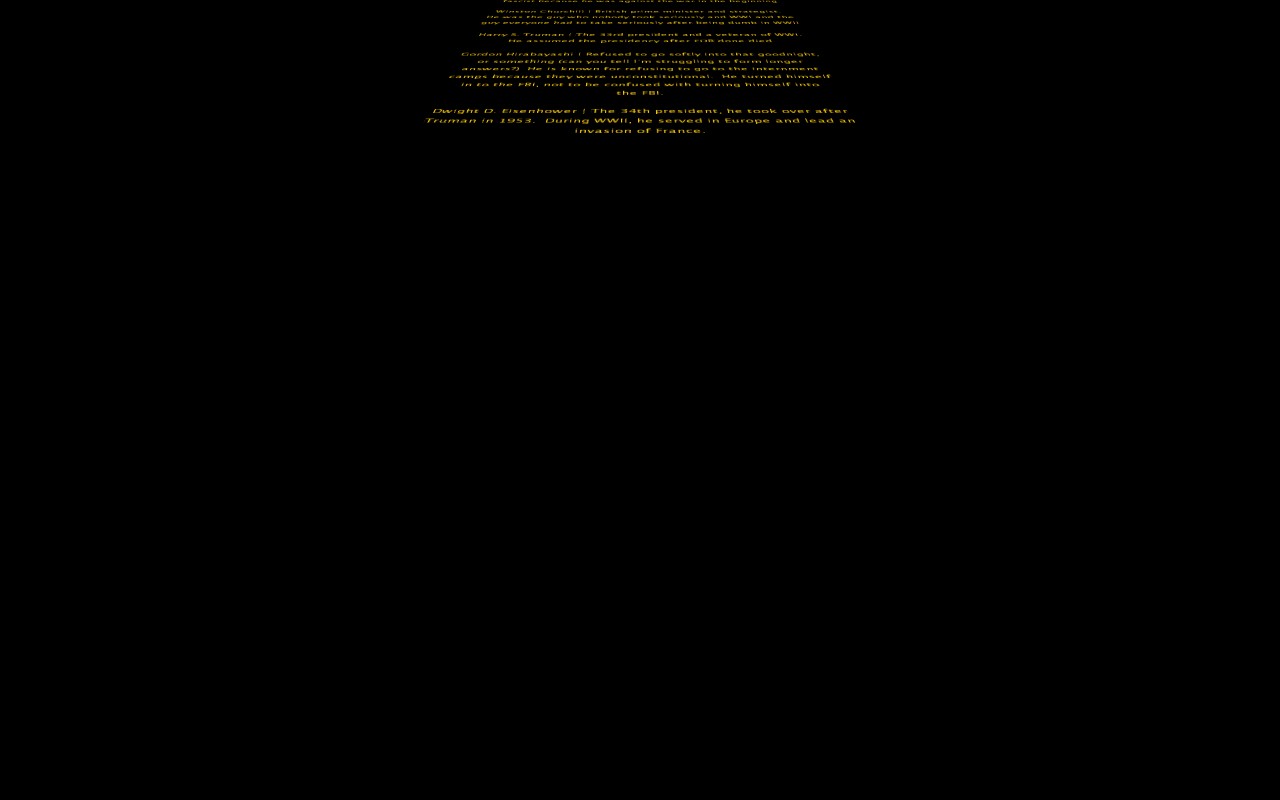 fascist because he was against the war in the beginning
Winston Churchill | British prime minister and strategist.
He was the guy who nobody took seriously and WWI and the
guy everyone had to take seriously after being dumb in WWII
Harry S. Truman | The 33rd president and a veteran of WWI.
He assumed the presidency after FDR done died.
Gordon Hirabayashi | Refused to go softly into that goodnight,
or something (can you tell I'm struggling to form longer
answers?)  He is known for refusing to go to the internment
camps because they were unconstitutional.  He turned himself
in to the FBI, not to be confused with turning himself into
the FBI.
Dwight D. Eisenhower | The 34th president, he took over after
Truman in 1953.  During WWII, he served in Europe and lead an
invasion of France.